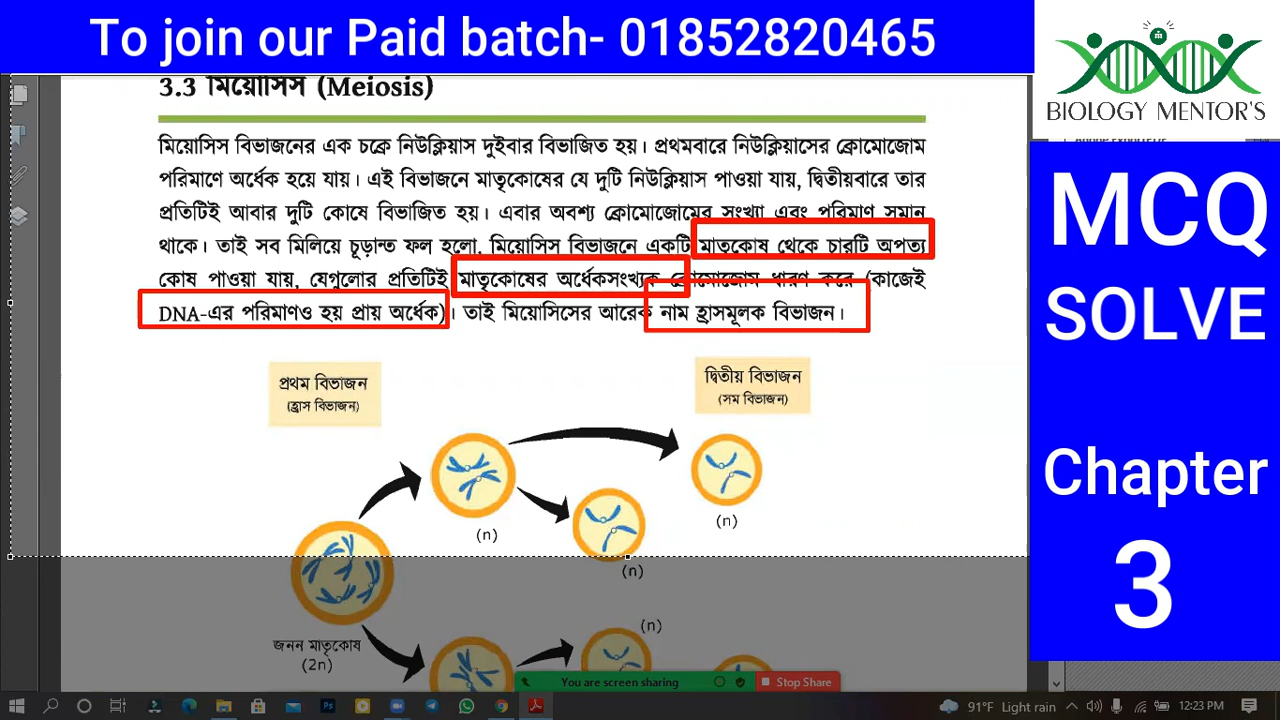 To join our Paid batch- 01852820465
BIOLOGY MENTOR'S
3.3 মিয়োসিস (Meiosis)
মিয়োসিস বিভাজনের এক চক্রে নিউক্লিয়াস দুইবার বিভাজিত হয়। প্রথমবারে নিউক্লিয়াসের ক্রোমোজোম
পরিমাণে অর্ধেক হয়ে যায়। এই বিভাজনে মাতৃকোষের যে দুটি নিউক্লিয়াস পাওয়া যায়, দ্বিতীয়বারে তার
প্রতিটিই আবার দুটি কোষে বিভাজিত হয়। এবার অবশ্য ক্রোমোজোমের সংখ্যা এবং পরিমাণ সমান
থাকে। তাই সব মিলিয়ে চূড়ান্ত ফল হলো, মিয়োসিস বিভাজনে একটি মাতৃকোষ থেকে চারটি অপত্য
কোষ পাওয়া যায়, যেগুলোর প্রতিটিই মাতৃকোষের অর্ধেকসংখ্যক ক্রোমোজোম ধারণ করে (কাজেই
DNA-এর পরিমাণও হয় প্রায় অর্ধেক)। তাই মিয়োসিসের আরেক নাম হ্রাসমূলক বিভাজন।
প্রথম বিভাজন
(হ্রাস বিভাজন)
দ্বিতীয় বিভাজন
(সম বিভাজন)
(n)
(n)
(n)
(n)
জনন মাতৃকোষ
(2n)
MCQ
SOLVE
Chapter
3
You are screen sharing
Stop Share
91°F Light rain
12:23 PM